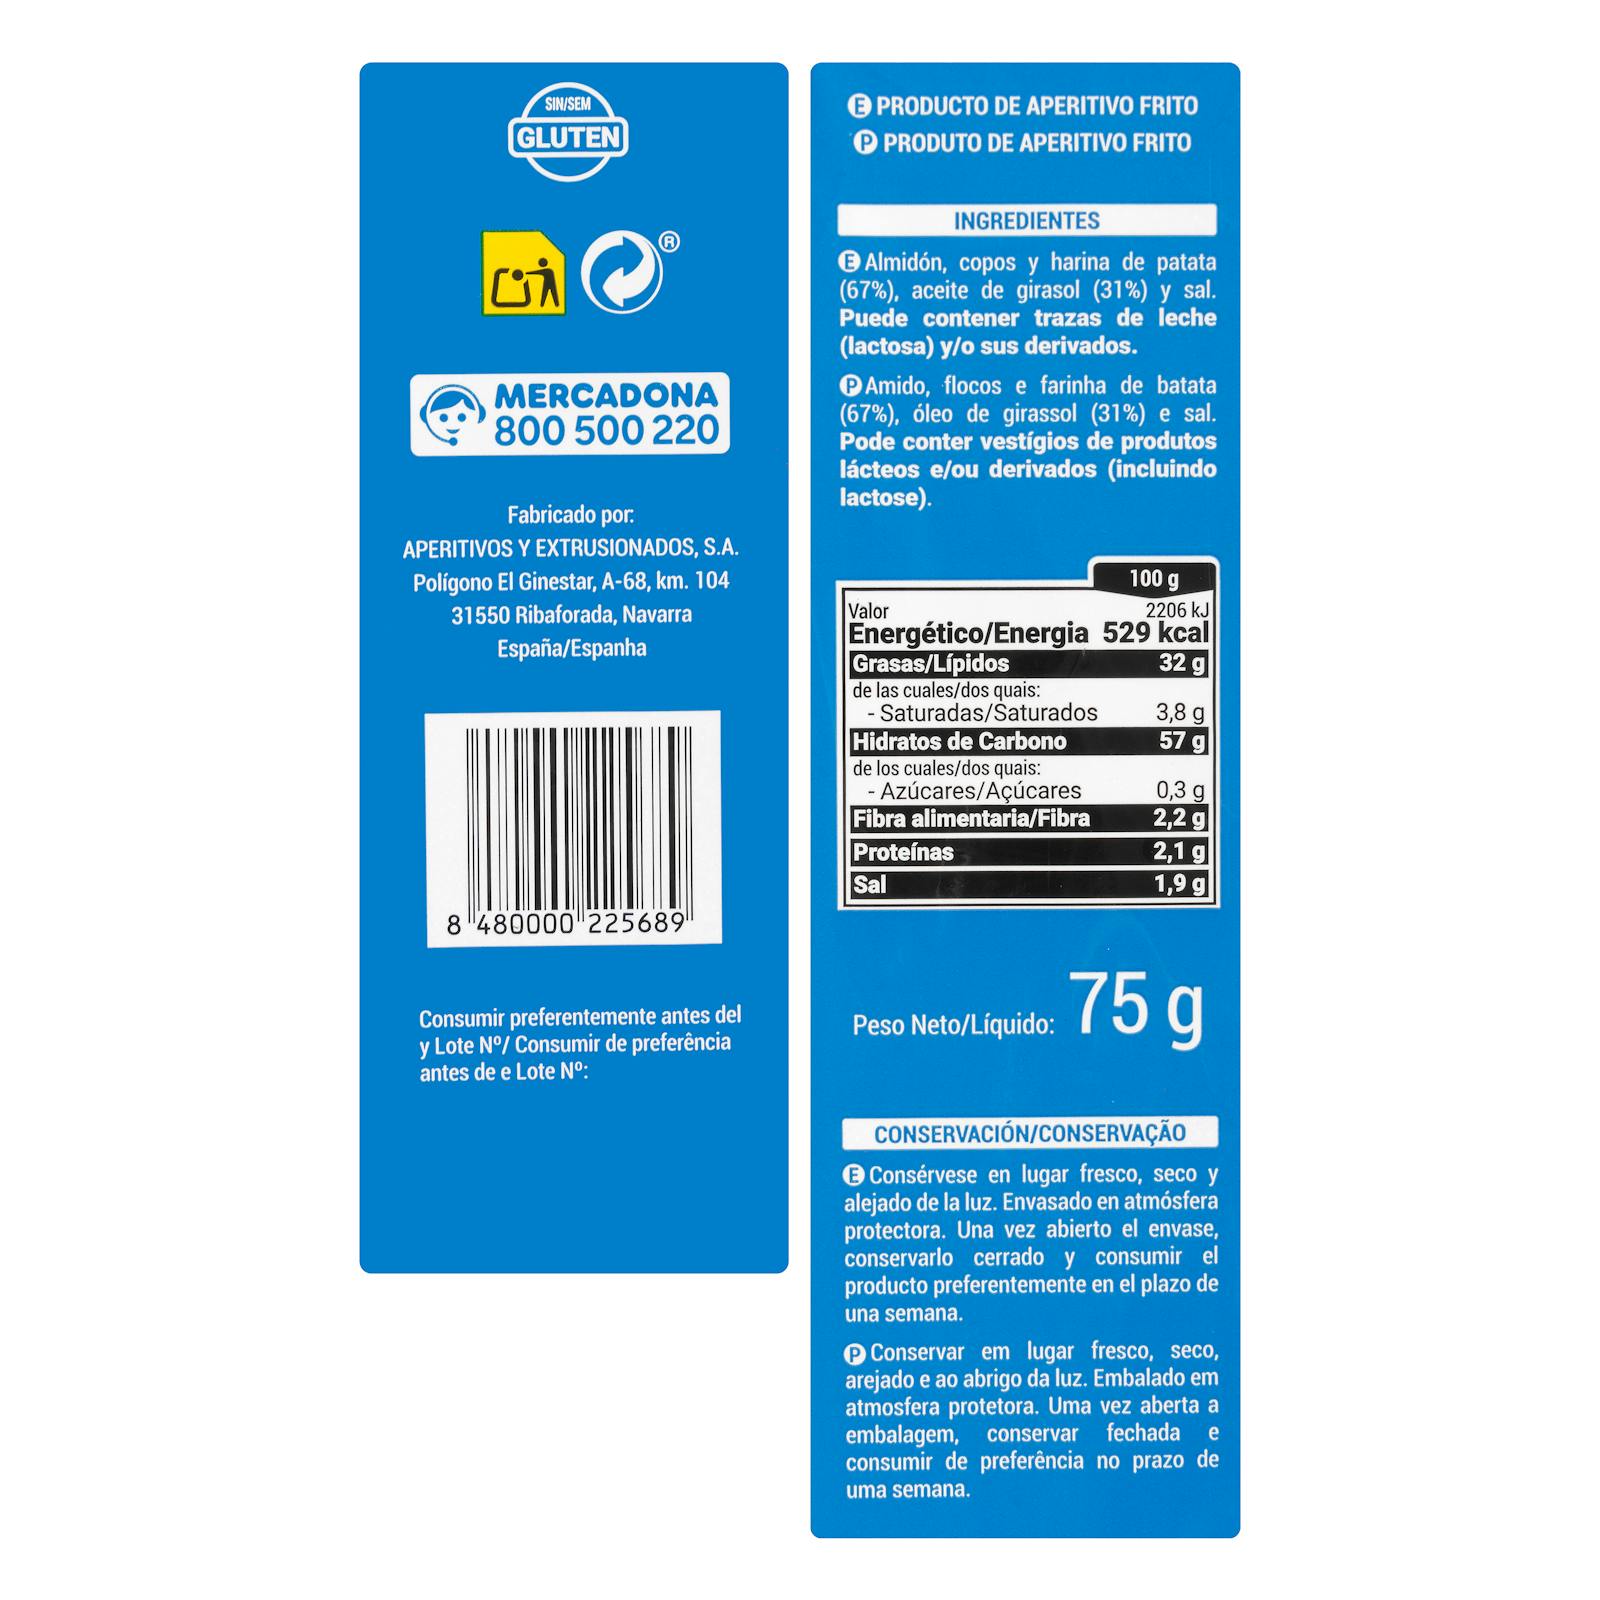 SIN/SEM
GLUTEN
®
MERCADONA
800 500 220
Fabricado por:
APERITIVOS Y EXTRUSIONADOS, S.A.
Polígono El Ginestar, A-68, km. 104
31550 Ribaforada, Navarra
España/Espanha
8 480000 225689
Consumir preferentemente antes del
y Lote Nº/ Consumir de preferência
antes de e Lote Nº:
E PRODUCTO DE APERITIVO FRITO
P PRODUTO DE APERITIVO FRITO
INGREDIENTES
E Almidón, copos y harina de patata
(67%), aceite de girasol (31%) y sal.
Puede contener trazas de leche
(lactosa) y/o sus derivados.
P Amido, flocos e farinha de batata
(67%), óleo de girassol (31%) e sal.
Pode conter vestígios de produtos
lácteos e/ou derivados (incluindo
lactose).
100 g
Valor 2206 kJ
Energético/Energia 529 kcal
Grasas/Lípidos 32 g
de las cuales/dos quais:
- Saturadas/Saturados 3,8 g
Hidratos de Carbono 57 g
de los cuales/dos quais:
- Azúcares/Açúcares 0,3 g
Fibra alimentaria/Fibra 2,2 g
Proteínas 2,1 g
Sal 1,9 g
Peso Neto/Líquido: 75 g
CONSERVACIÓN/CONSERVAÇÃO
E Consérvese en lugar fresco, seco y
alejado de la luz. Envasado en atmósfera
protectora. Una vez abierto el envase,
conservarlo cerrado y consumir el
producto preferentemente en el plazo de
una semana.
P Conservar em lugar fresco, seco,
arejado e ao abrigo da luz. Embalado em
atmosfera protetora. Uma vez aberta a
embalagem, conservar fechada e
consumir de preferência no prazo de
uma semana.